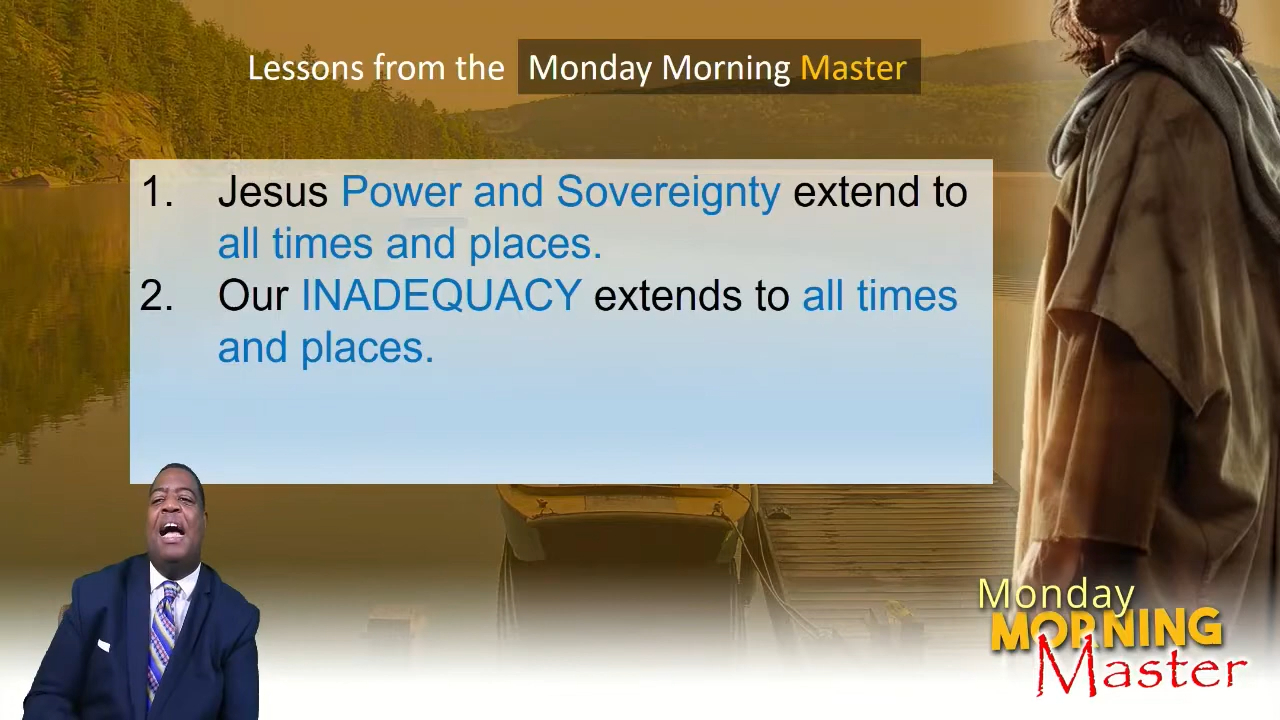 Lessons from the Monday Morning Master
1. Jesus Power and Sovereignty extend to
all times and places.
2. Our INADEQUACY extends to all times
and places.
Monday
MORNING
Master